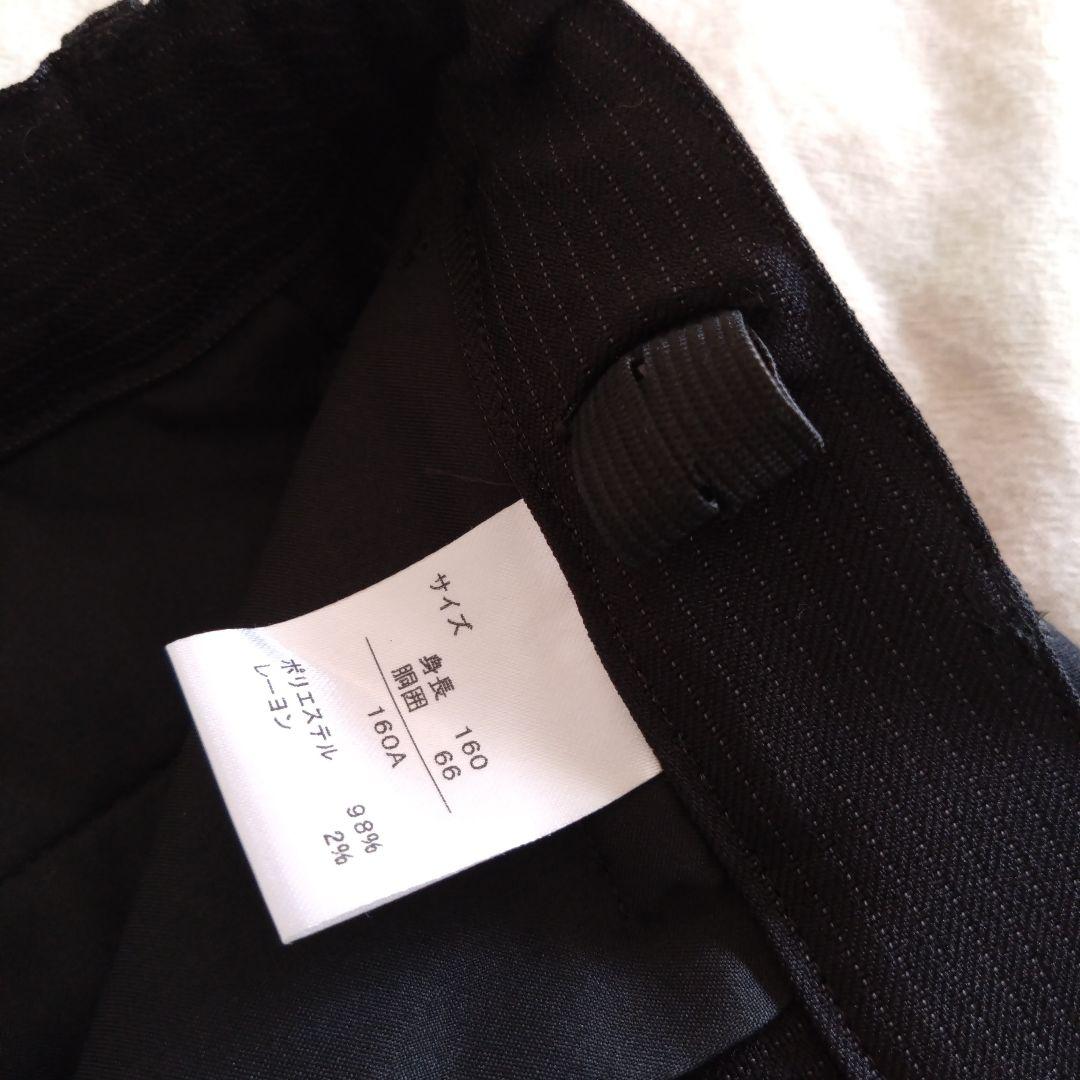 サイズ
身長 160
胴囲 66
160A
ポリエステル 98%
レーヨン 2%